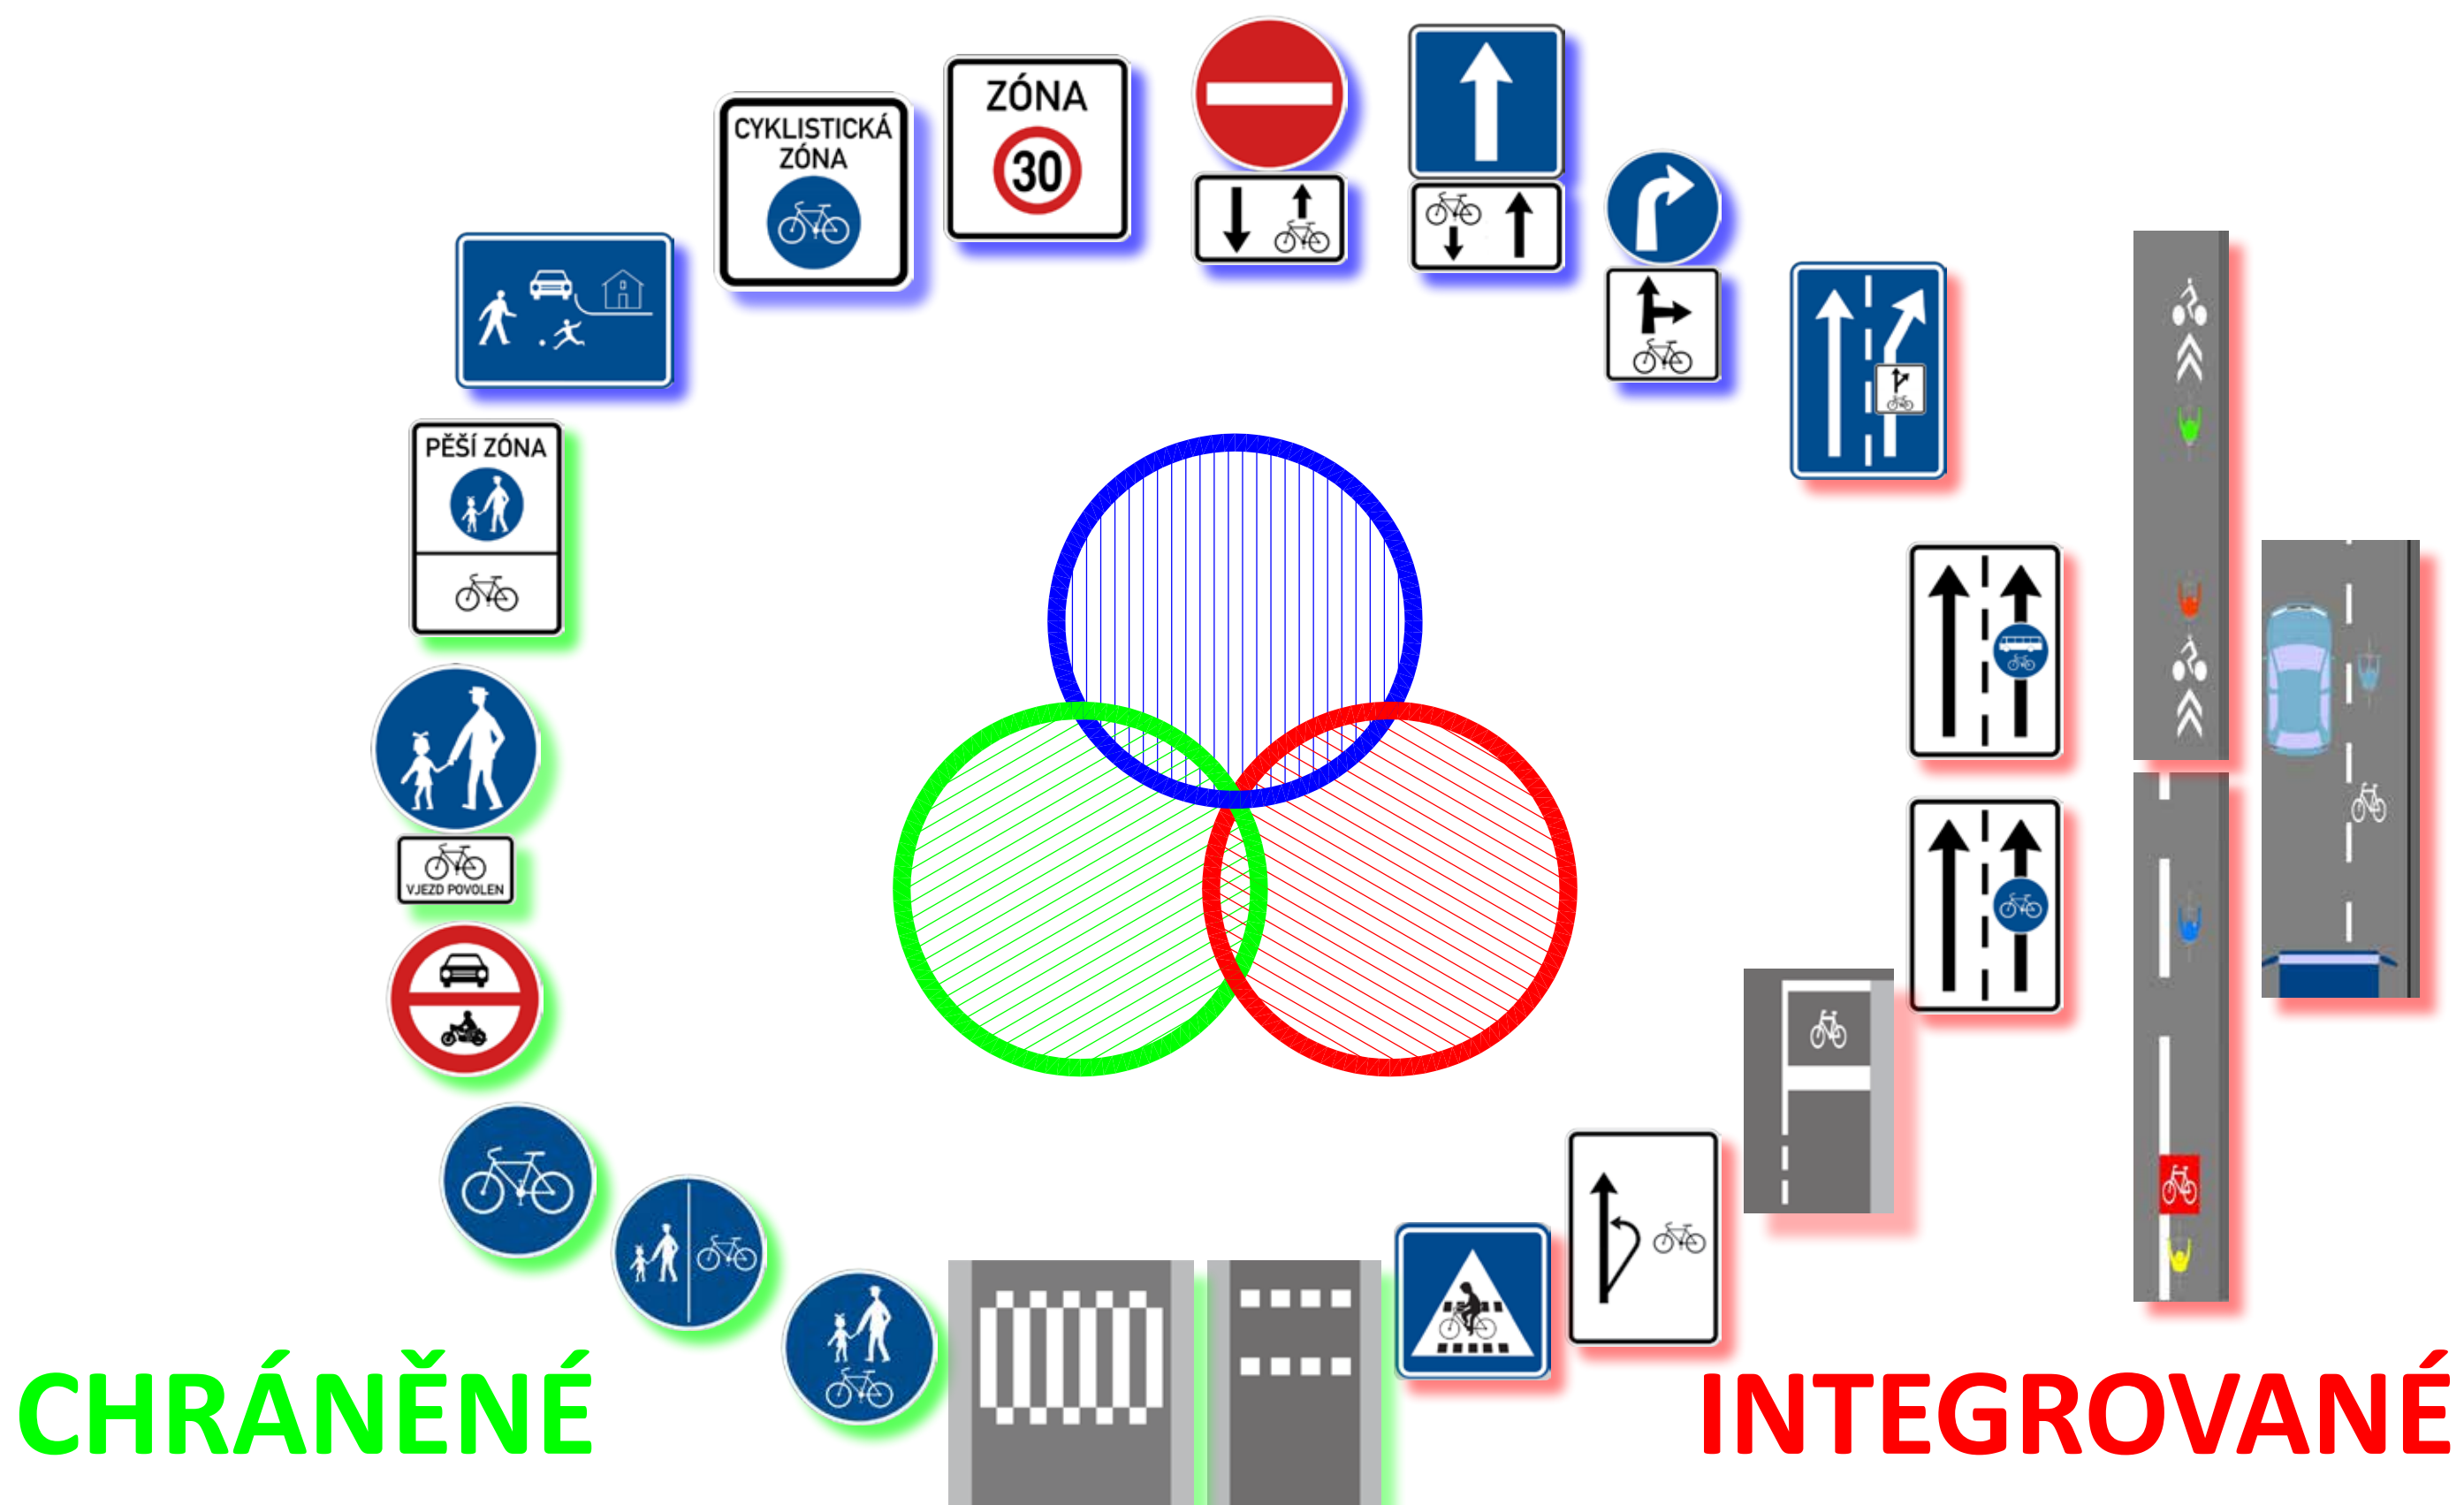 ZÓNA
30
CYKLISTICKÁ
ZÓNA
PĚŠÍ ZÓNA
VJEZD POVOLEN
CHRÁNĚNÉ
INTEGROVANÉ